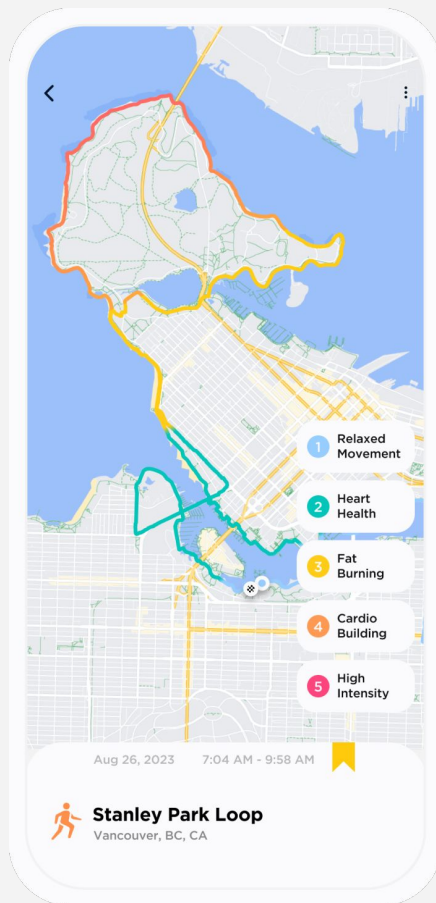 1
Relaxed
Movement
2
Heart
Health
3
Fat
Burning
4
Cardio
Building
5
High
Intensity
Aug 26, 2023 7:04 AM - 9:58 AM
Stanley Park Loop
Vancouver, BC, CA